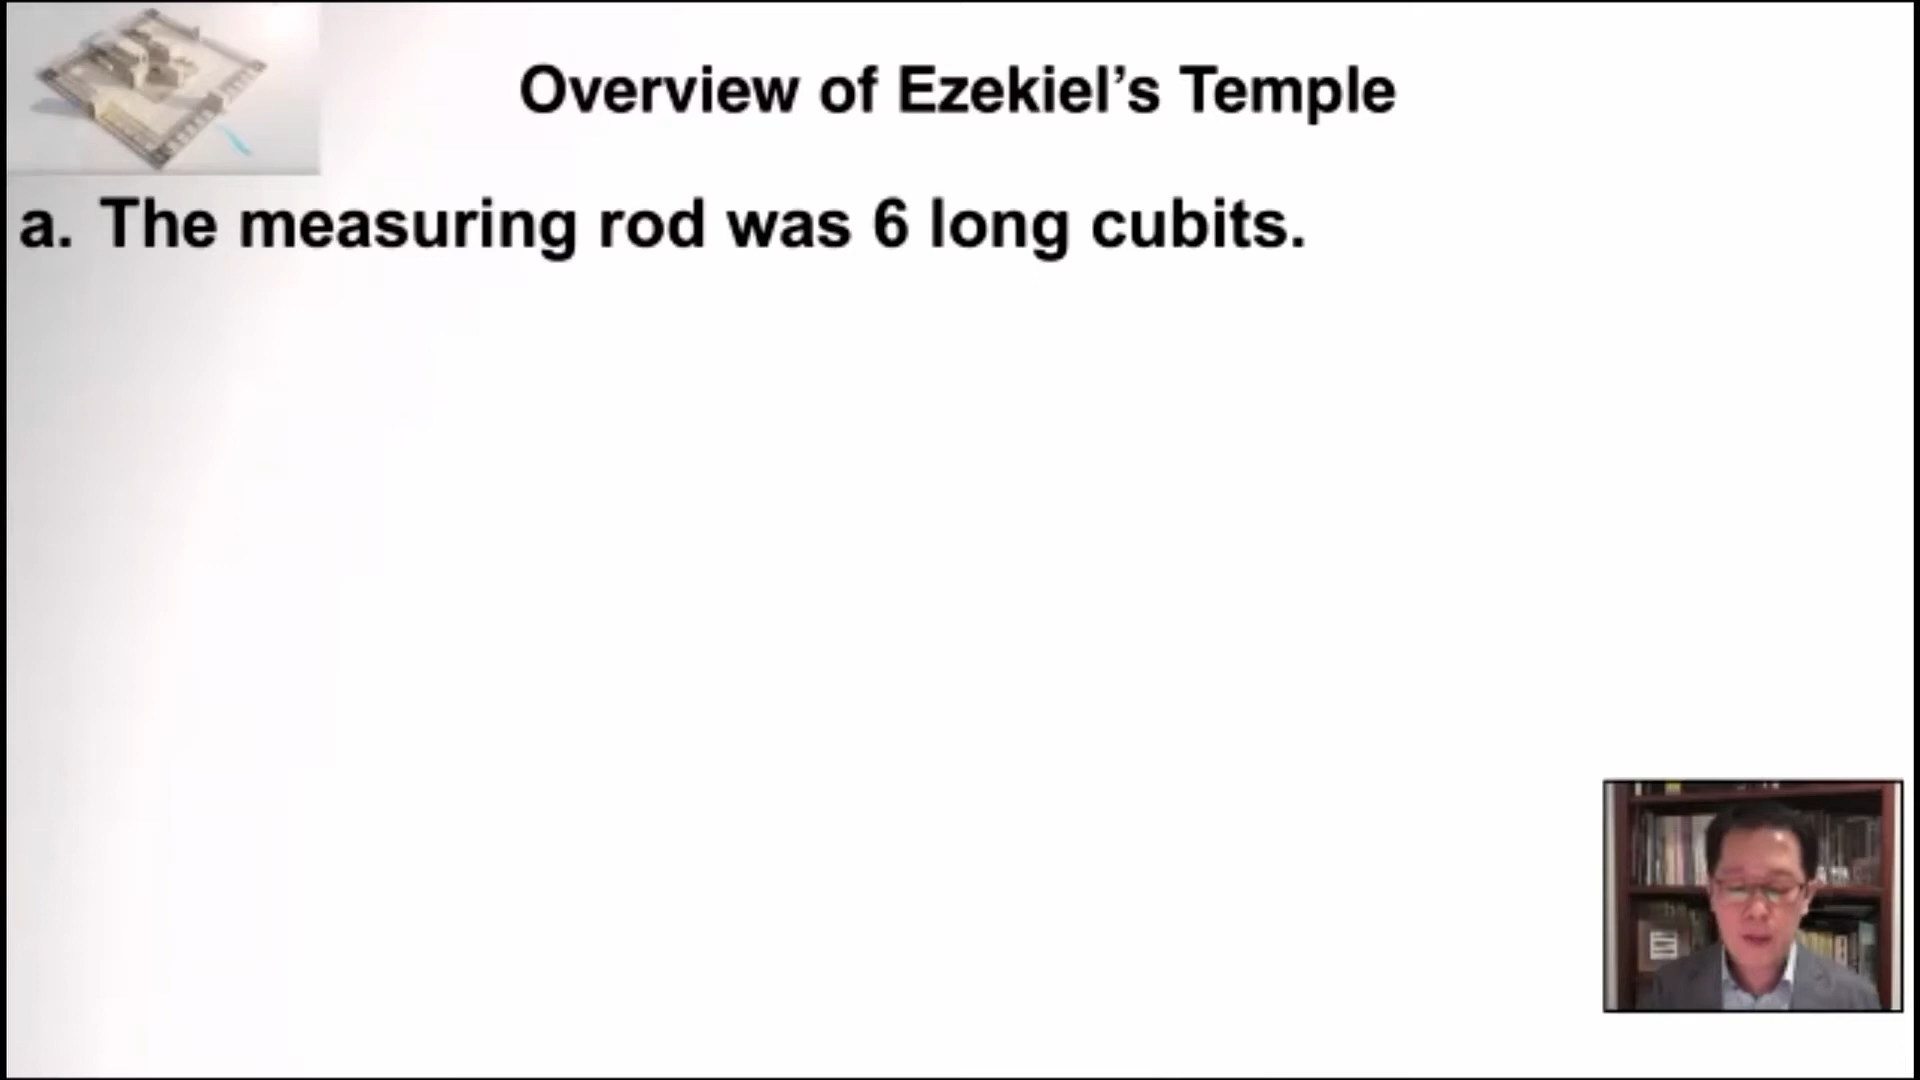 Overview of Ezekiel’s Temple
a. The measuring rod was 6 long cubits.